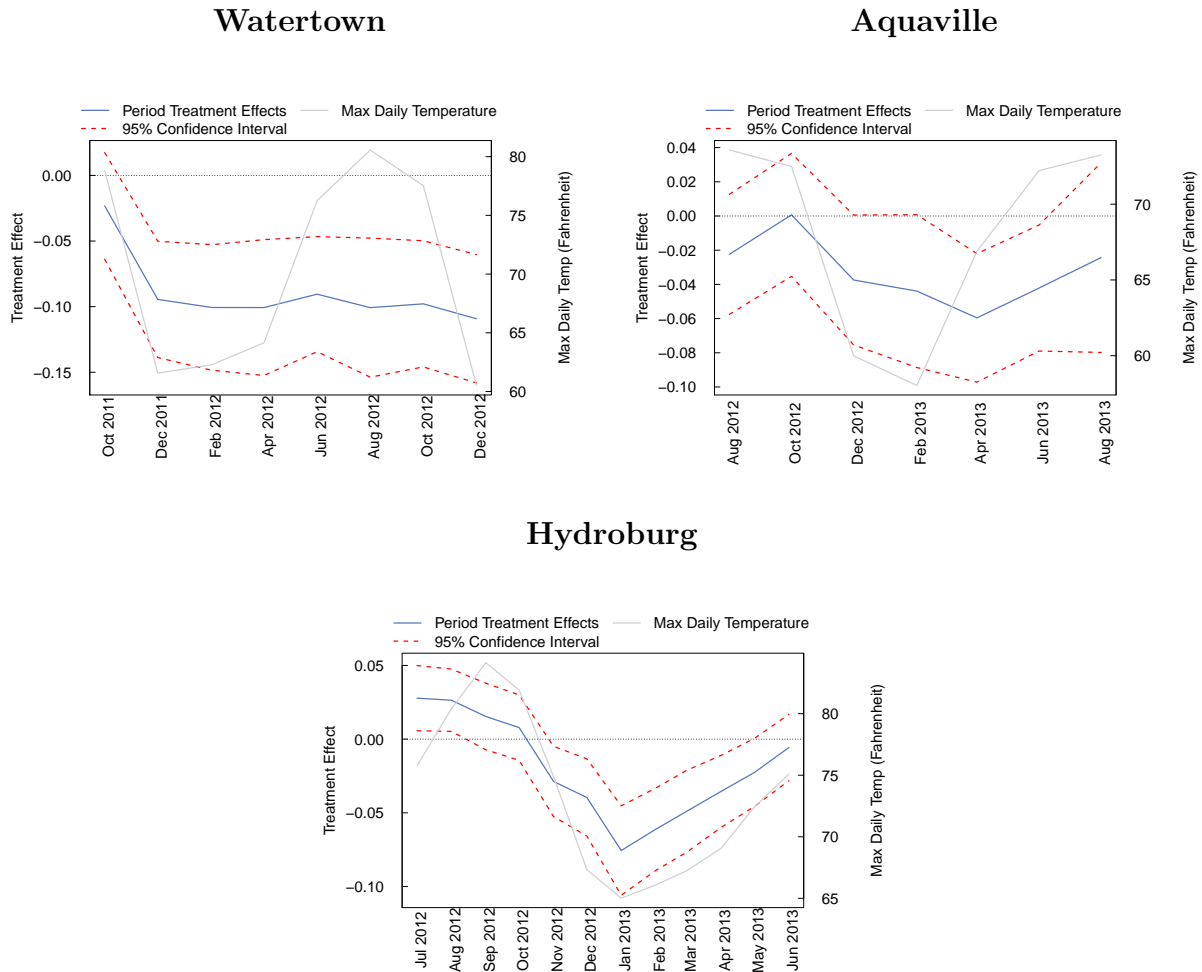 Watertown
Period Treatment Effects
Max Daily Temperature
95% Confidence Interval
Treatment Effect
0.00
−0.05
−0.10
−0.15
80
75
70
65
60
Max Daily Temp (Fahrenheit)
Oct 2011
Dec 2011
Feb 2012
Apr 2012
Jun 2012
Aug 2012
Oct 2012
Dec 2012
Aquaville
Period Treatment Effects
Max Daily Temperature
95% Confidence Interval
Treatment Effect
0.04
0.02
0.00
−0.02
−0.04
−0.06
−0.08
−0.10
70
65
60
Max Daily Temp (Fahrenheit)
Aug 2012
Oct 2012
Dec 2012
Feb 2013
Apr 2013
Jun 2013
Aug 2013
Hydroburg
Period Treatment Effects
Max Daily Temperature
95% Confidence Interval
Treatment Effect
0.05
0.00
−0.05
−0.10
80
75
70
65
Max Daily Temp (Fahrenheit)
Jul 2012
Aug 2012
Sep 2012
Oct 2012
Nov 2012
Dec 2012
Jan 2013
Feb 2013
Mar 2013
Apr 2013
May 2013
Jun 2013